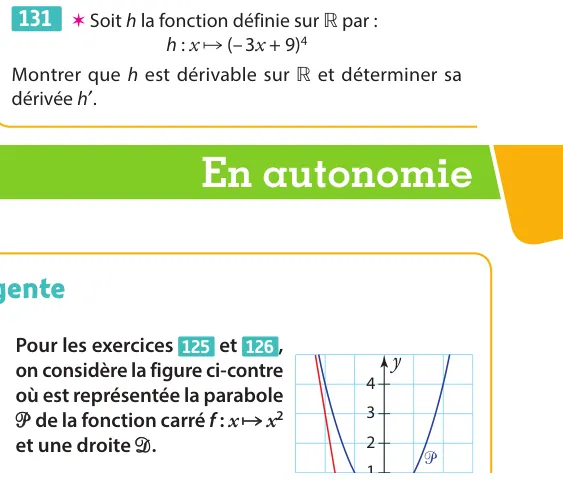 131 ✶ Soit h la fonction définie sur ℝ par :
h : x ↦ (– 3x + 9)⁴
Montrer que h est dérivable sur ℝ et déterminer sa
dérivée h′.
En autonomie
gente
Pour les exercices 125 et 126,
on considère la figure ci-contre
où est représentée la parabole
𝒫 de la fonction carré f : x ↦ x²
et une droite 𝒟.
y
4
3
2
𝒫
1